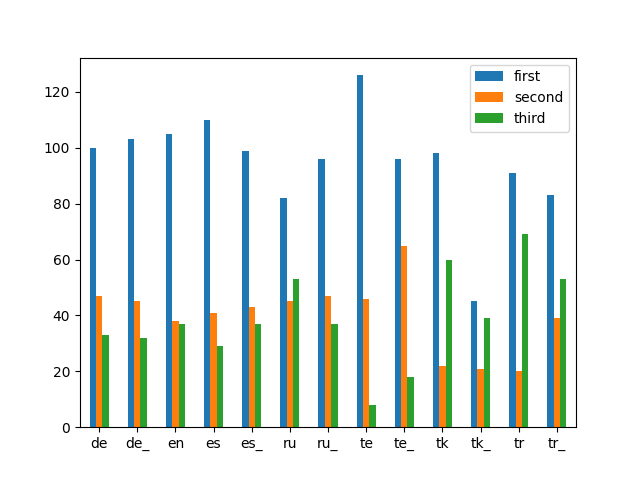 first
second
third
120
100
80
60
40
20
0
de de_ en es es_ ru ru_ te te_ tk tk_ tr tr_